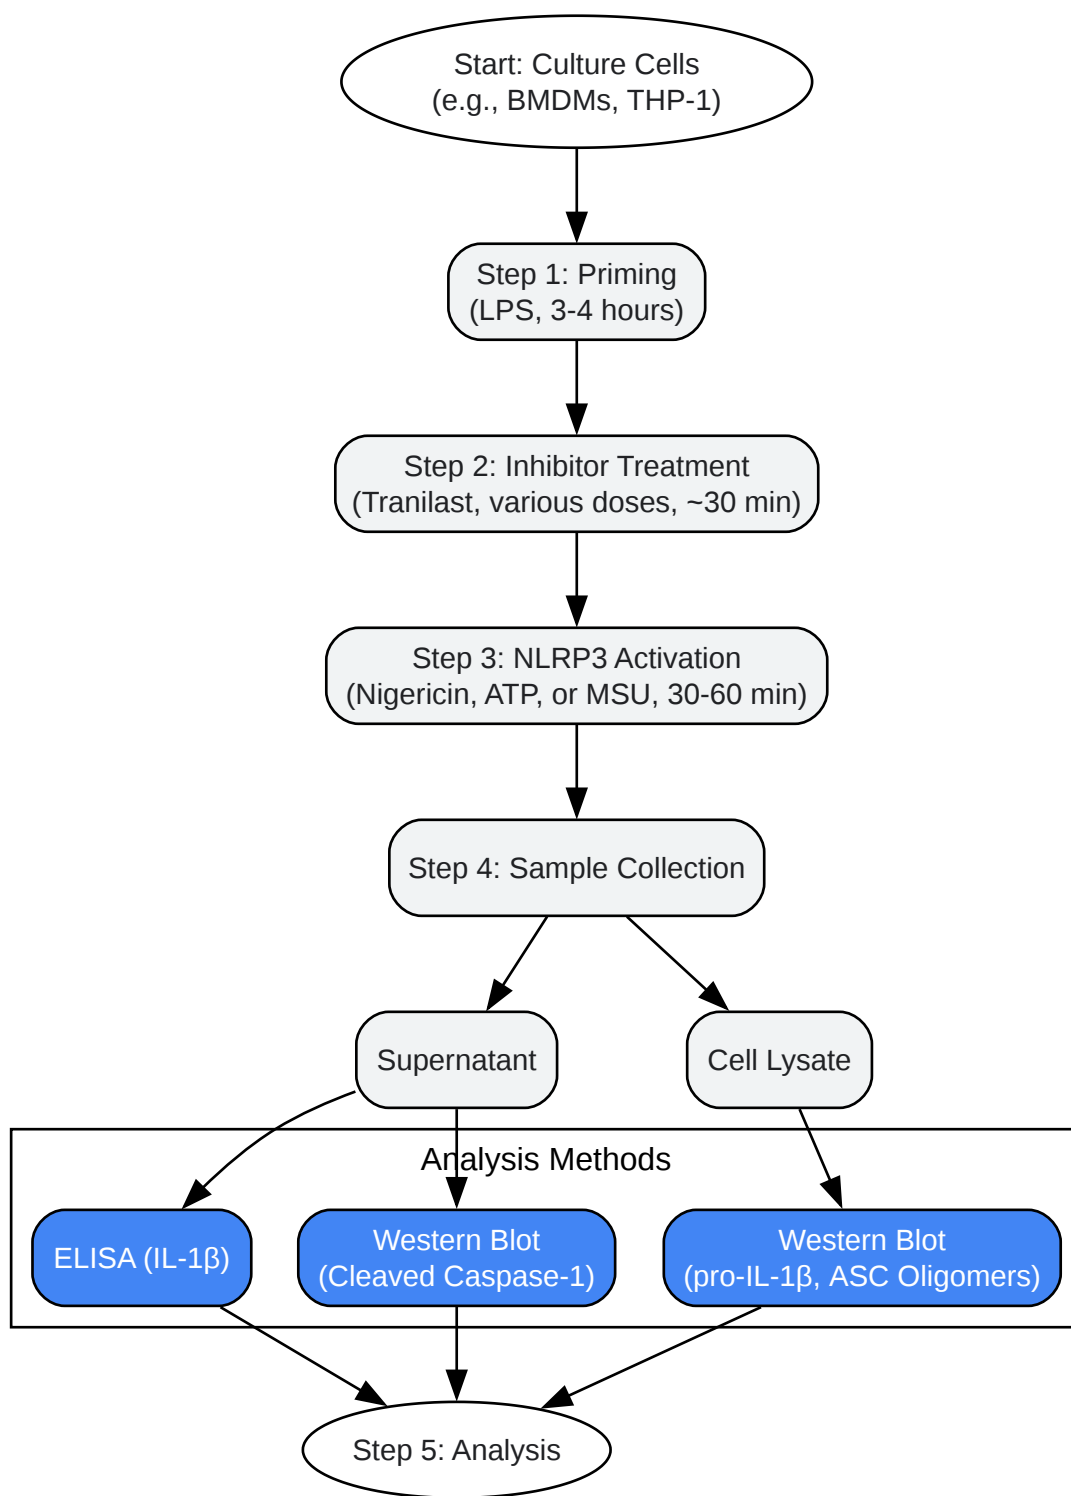 Start: Culture Cells
(e.g., BMDMs, THP-1)
Step 1: Priming
(LPS, 3-4 hours)
Step 2: Inhibitor Treatment
(Tranilast, various doses, ~30 min)
Step 3: NLRP3 Activation
(Nigericin, ATP, or MSU, 30-60 min)
Step 4: Sample Collection
Supernatant
Cell Lysate
Analysis Methods
ELISA (IL-1β)
Western Blot
(Cleaved Caspase-1)
Western Blot
(pro-IL-1β, ASC Oligomers)
Step 5: Analysis